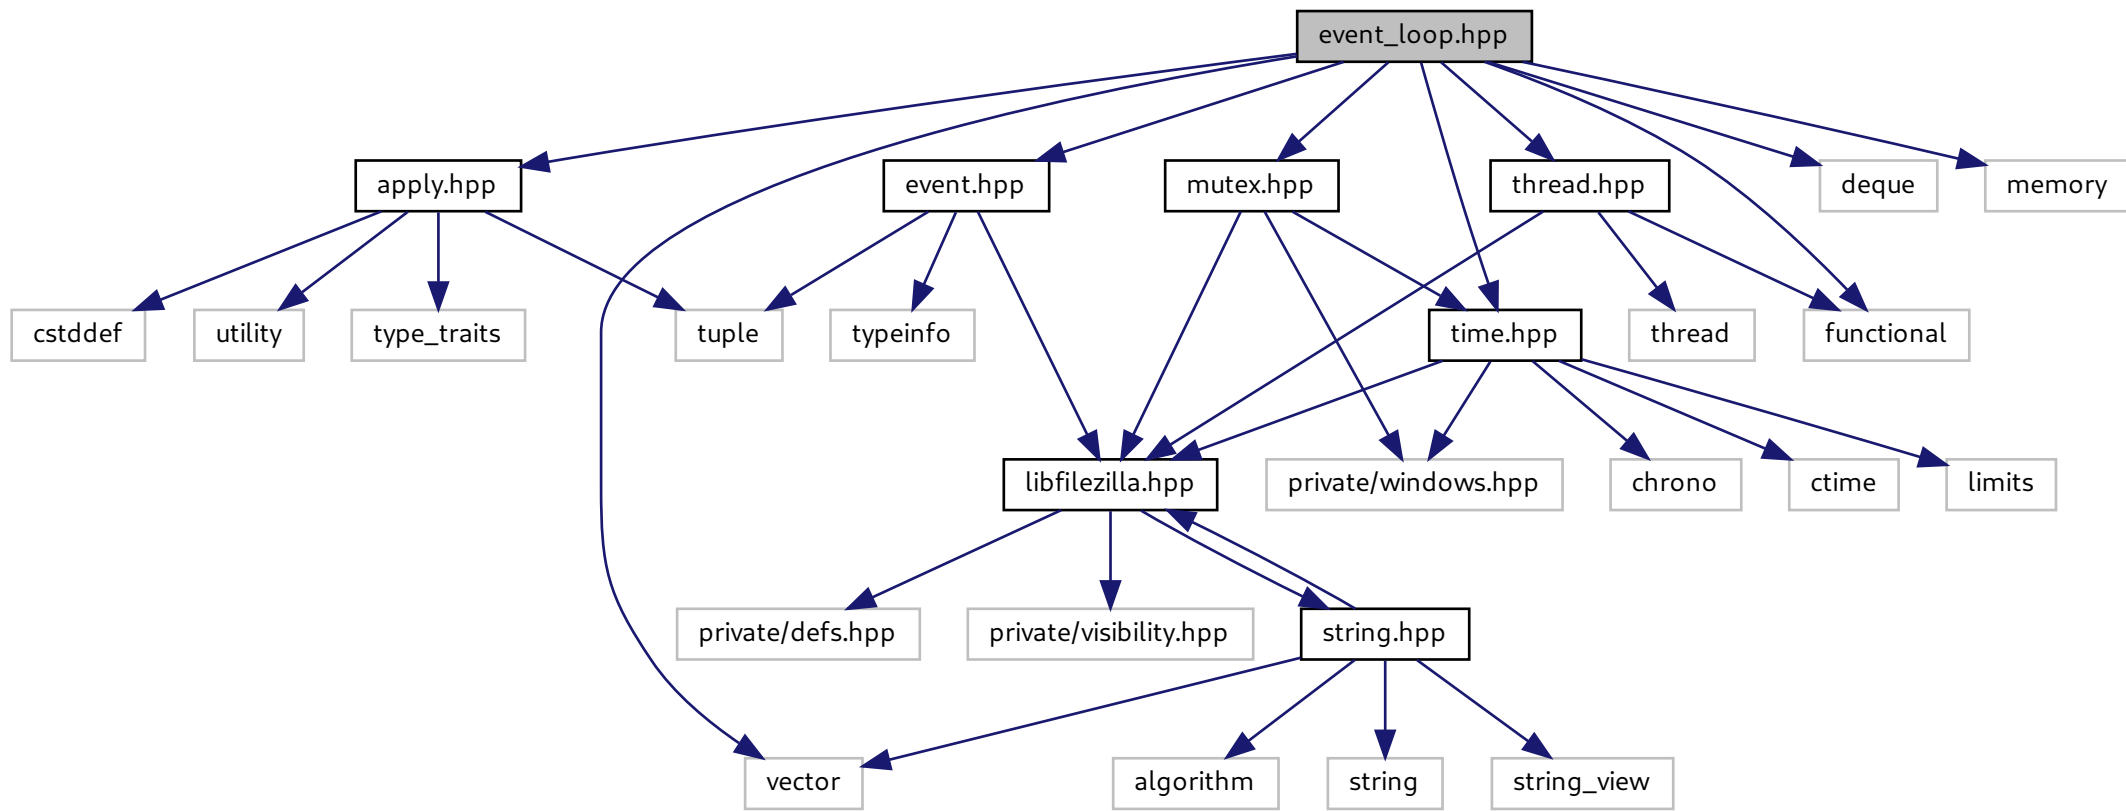 event_loop.hpp
apply.hpp
event.hpp
mutex.hpp
thread.hpp
deque
memory
cstddef
utility
type_traits
tuple
typeinfo
time.hpp
thread
functional
libfilezilla.hpp
private/windows.hpp
chrono
ctime
limits
private/defs.hpp
private/visibility.hpp
string.hpp
vector
algorithm
string
string_view